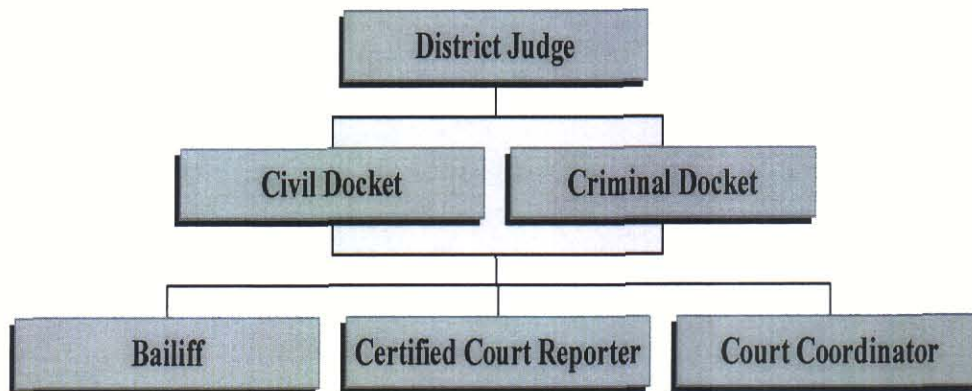 District Judge
Civil Docket
Criminal Docket
Bailiff
Certified Court Reporter
Court Coordinator